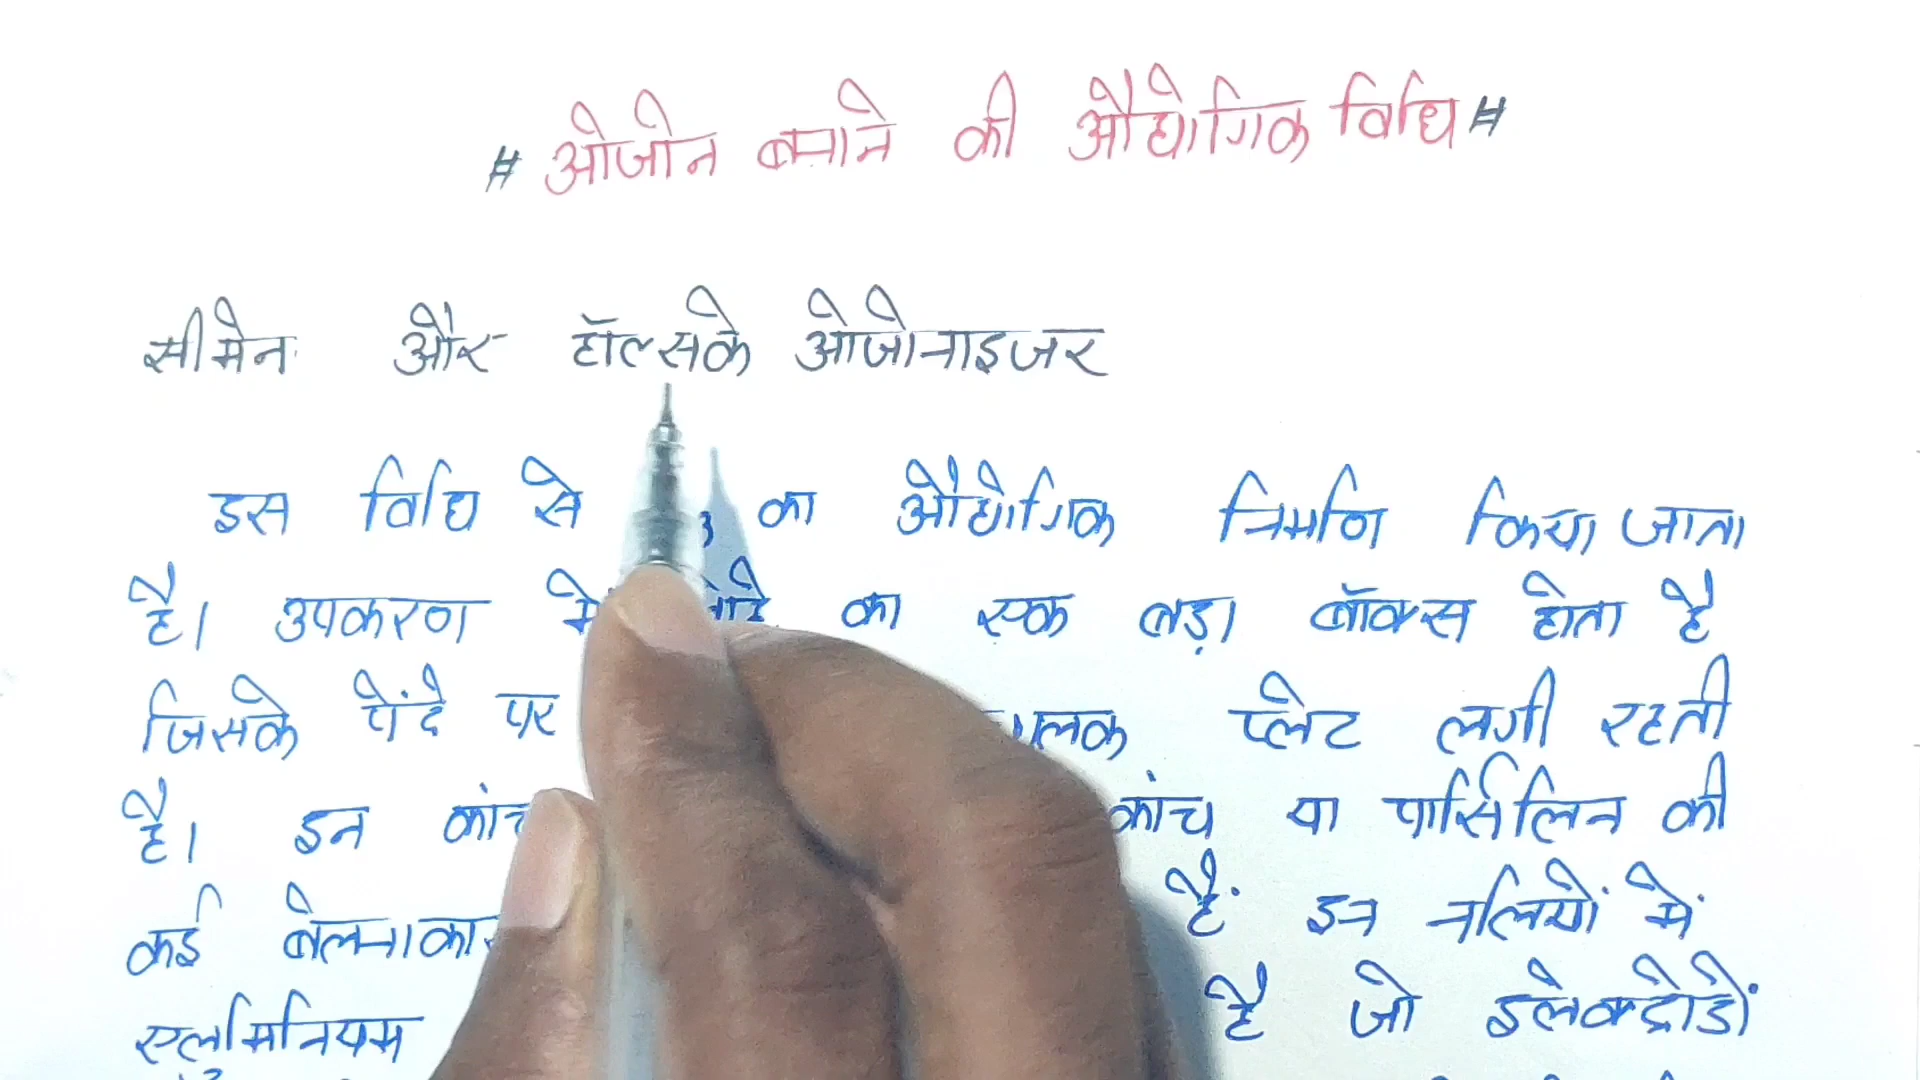 # ओजोन बनाने की औद्योगिक विधि #
सीमेन और हॉल्सके ओजोनाइजर
इस विधि से का औद्योगिक निर्माण किया जाता
है। उपकरण का एक बड़ा बॉक्स होता है
जिसके पेंदे पर प्लेट लगी रहती
है। इन कांच या पोर्सिलिन की
कई हैं इन नलियों में
एलुमिनियम है जो इलेक्ट्रोडों